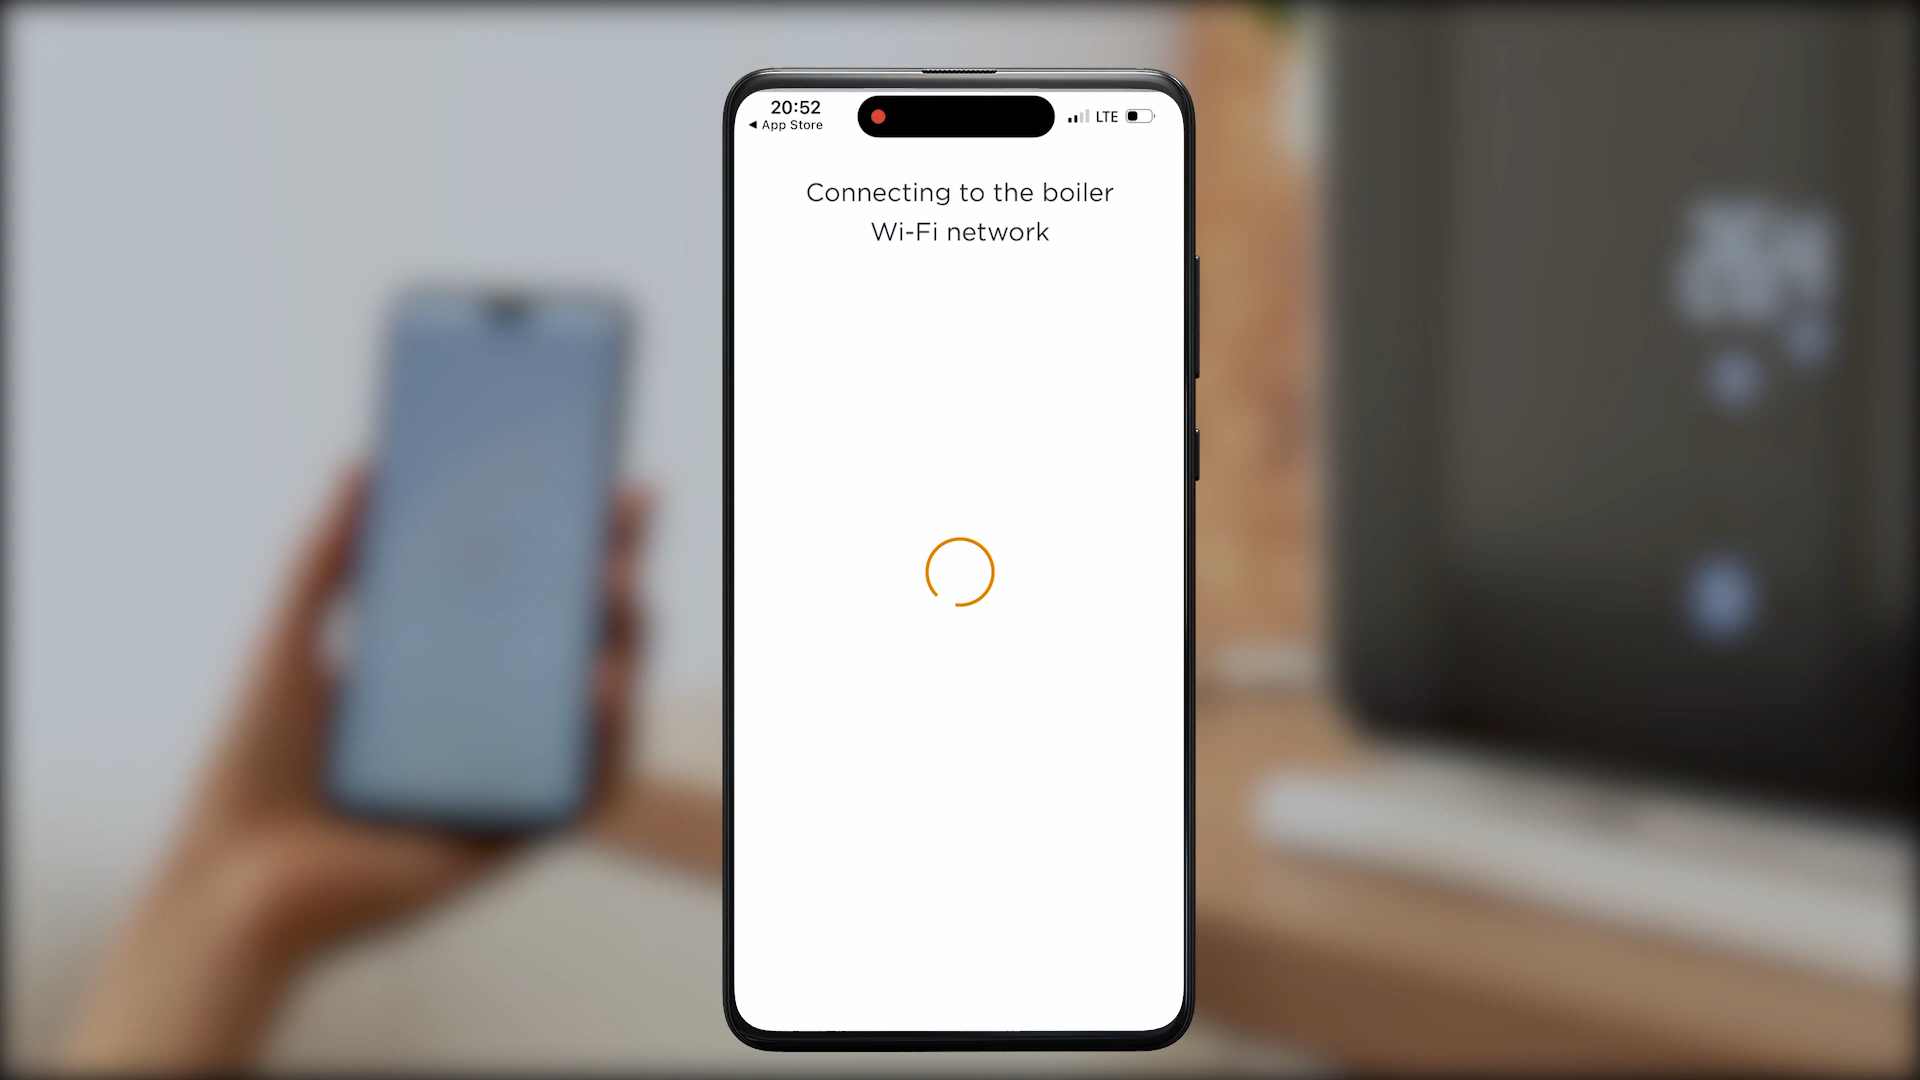 20:52
◀ App Store
LTE
Connecting to the boiler
Wi-Fi network